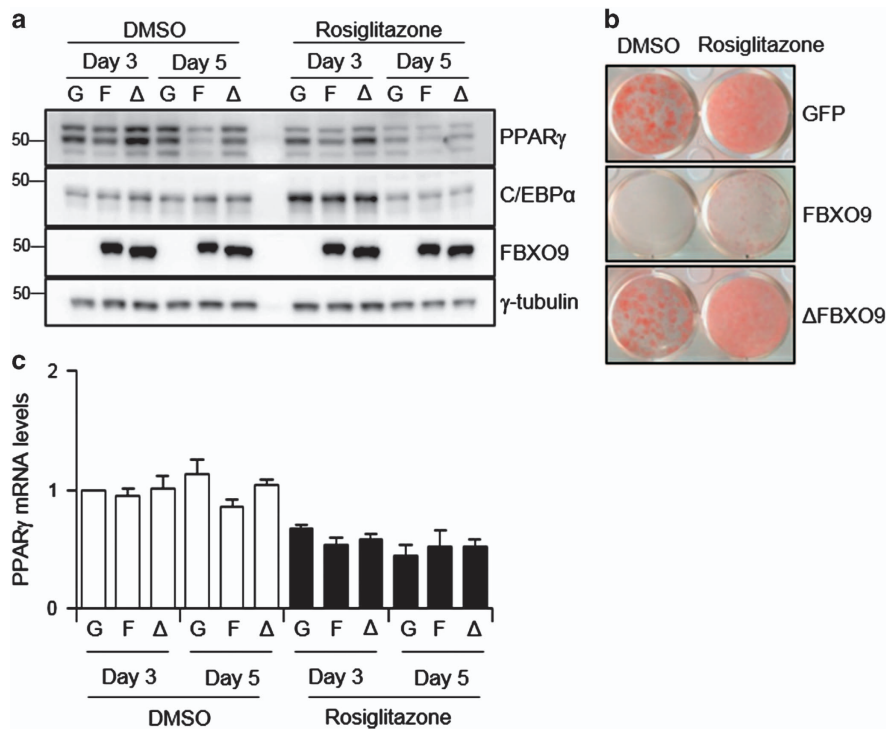 a
DMSO Rosiglitazone
Day 3 Day 5 Day 3 Day 5
G F Δ G F Δ G F Δ G F Δ
50 PPARγ
50 C/EBPα
50 FBXO9
50 γ-tubulin
b
DMSO Rosiglitazone
GFP
FBXO9
ΔFBXO9
c
PPARγ mRNA levels
2
1
0
G F Δ G F Δ G F Δ G F Δ
Day 3 Day 5 Day 3 Day 5
DMSO Rosiglitazone